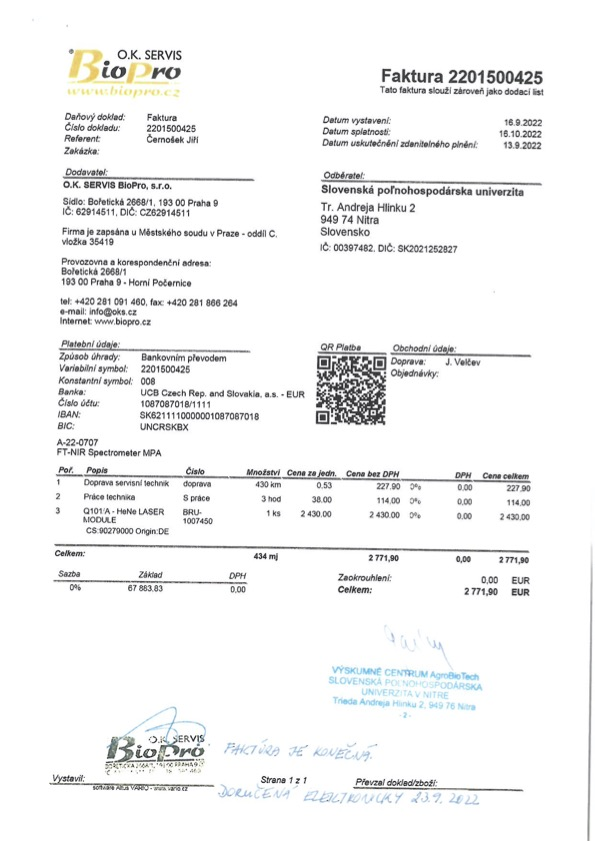 O.K. SERVIS
BioPro
www.biopro.cz
Faktura 2201500425
Tato faktura slouží zároveň jako dodací list
Daňový doklad: Faktura
Číslo dokladu: 2201500425
Referent: Černošek Jiří
Zakázka:
Datum vystavení: 16.9.2022
Datum splatnosti: 16.10.2022
Datum uskutečnění zdanitelného plnění: 13.9.2022
Dodavatel:
O.K. SERVIS BioPro, s.r.o.
Sídlo: Bořetická 2668/1, 193 00 Praha 9
IČ: 62914511, DIČ: CZ62914511
Firma je zapsána u Městského soudu v Praze - oddíl C,
vložka 35419
Provozovna a korespondenční adresa:
Bořetická 2668/1
193 00 Praha 9 - Horní Počernice
tel: +420 281 091 460, fax: +420 281 866 264
e-mail: info@oks.cz
Internet: www.biopro.cz
Odběratel:
Slovenská poľnohospodárska univerzita
Tr. Andreja Hlinku 2
949 74 Nitra
Slovensko
IČ: 00397482, DIČ: SK2021252827
Platební údaje:
Způsob úhrady: Bankovním převodem
Variabilní symbol: 2201500425
Konstantní symbol: 008
Banka: UCB Czech Rep. and Slovakia, a.s. - EUR
Číslo účtu: 1087087018/1111
IBAN: SK6211110000001087087018
BIC: UNCRSKBX
QR Platba
Obchodní údaje:
Doprava: J. Velčev
Objednávky:
A-22-0707
FT-NIR Spectrometer MPA
Poř. Popis Číslo Množství Cena za jedn. Cena bez DPH DPH Cena celkem
1 Doprava servisní technik doprava 430 km 0,53 227,90 0% 0,00 227,90
2 Práce technika S práce 3 hod 38,00 114,00 0% 0,00 114,00
3 Q101/A - HeNe LASER MODULE BRU-1007450 1 ks 2 430,00 2 430,00 0% 0,00 2 430,00
CS:90279000 Origin:DE
Celkem: 434 mj 2 771,90 0,00 2 771,90
Sazba Základ DPH
0% 67 883,83 0,00
Zaokrouhlení: 0,00 EUR
Celkem: 2 771,90 EUR
VÝSKUMNÉ CENTRUM AgroBioTech
SLOVENSKÁ POĽNOHOSPODÁRSKA
UNIVERZITA V NITRE
Trieda Andreja Hlinku 2, 949 76 Nitra
- 2 -
O.K. SERVIS
BioPro
FAKTÚRA JE KONEČNÁ.
Vystavil:
Strana 1 z 1
Převzal doklad/zboží:
software Altus VARIO - www.vario.cz
DORUČENÁ ELEKTRONICKY 23.9.2022